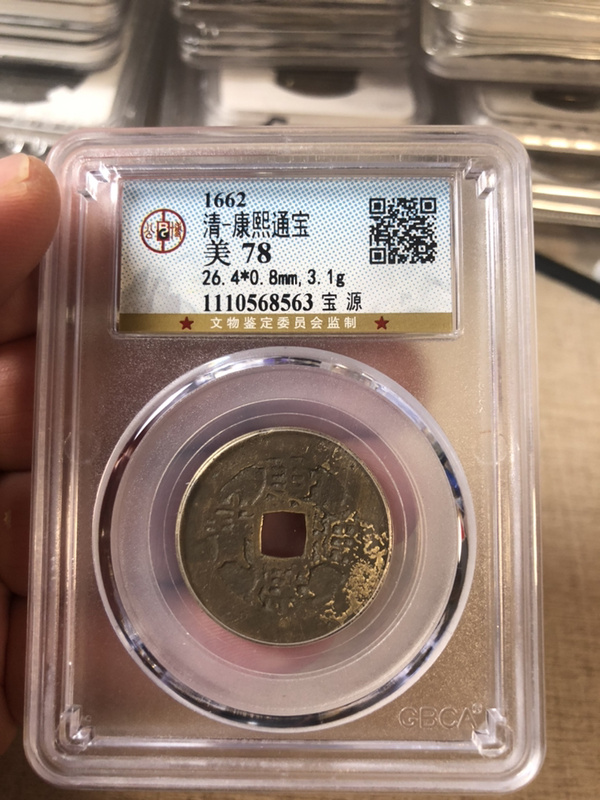 1662
清-康熙通宝
美 78
26.4*0.8mm,3.1g
1110568563 宝 源
★ 文物鉴定委员会监制 ★
GBCA